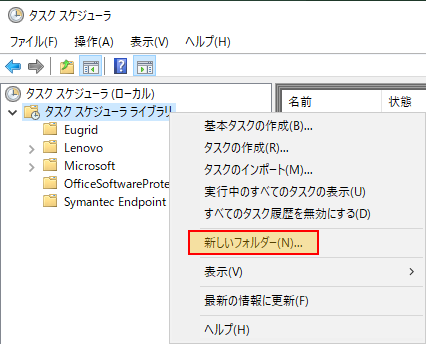 タスク スケジューラ
ファイル(F) 操作(A) 表示(V) ヘルプ(H)
タスク スケジューラ (ローカル)
タスク スケジューラ ライブラリ
Eugrid
Lenovo
Microsoft
OfficeSoftwareProte
Symantec Endpoint
名前 状態
基本タスクの作成(B)...
タスクの作成(R)...
タスクのインポート(M)...
実行中のすべてのタスクの表示(U)
すべてのタスク履歴を無効にする(D)
新しいフォルダー(N)...
表示(V)
最新の情報に更新(F)
ヘルプ(H)